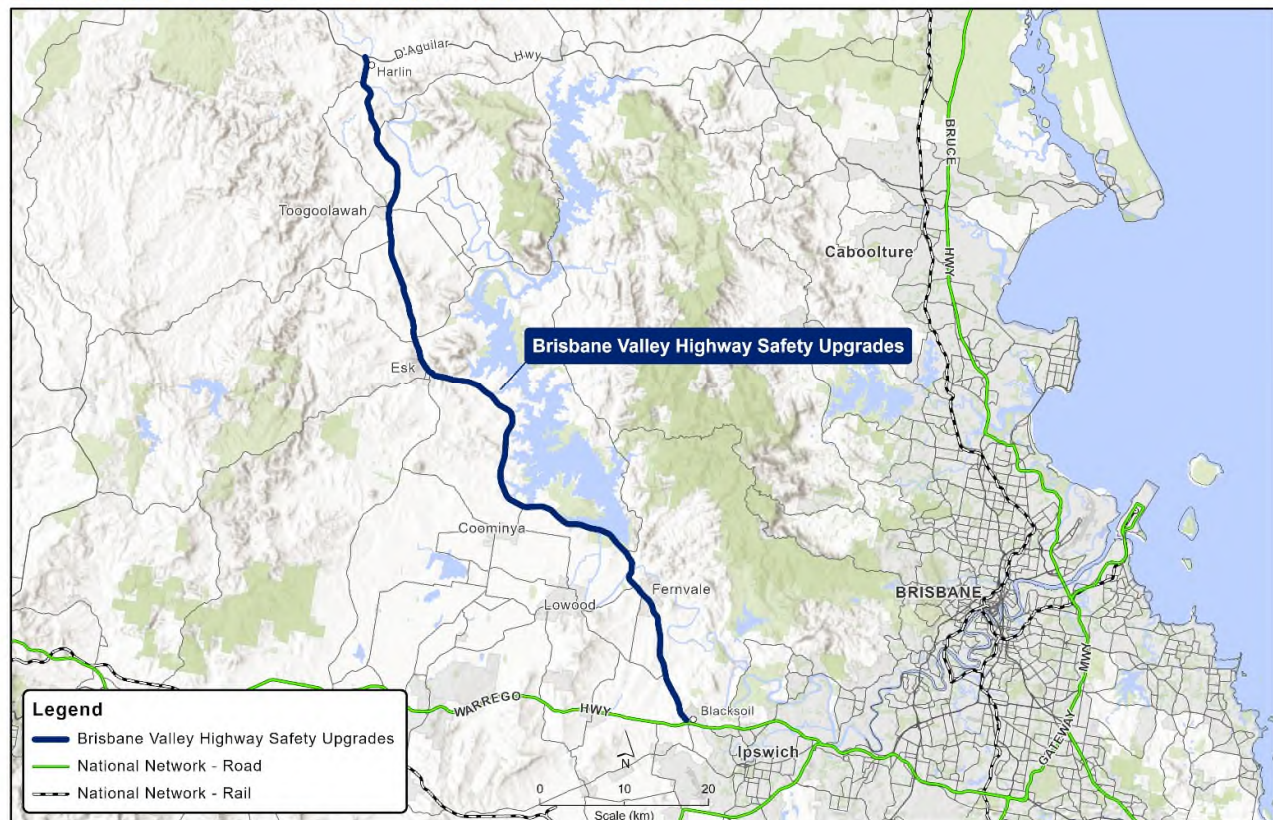 D'Aguilar
Hwy
Harlin
BRUCE
HWY
Toogoolawah
Caboolture
Brisbane Valley Highway Safety Upgrades
Esk
Coominya
Fernvale
Lowood
BRISBANE
Blacksoil
WARREGO
HWY
Ipswich
GATEWAY
MWY
Legend
Brisbane Valley Highway Safety Upgrades
National Network - Road
National Network - Rail
N
0 10 20
Scale (km)